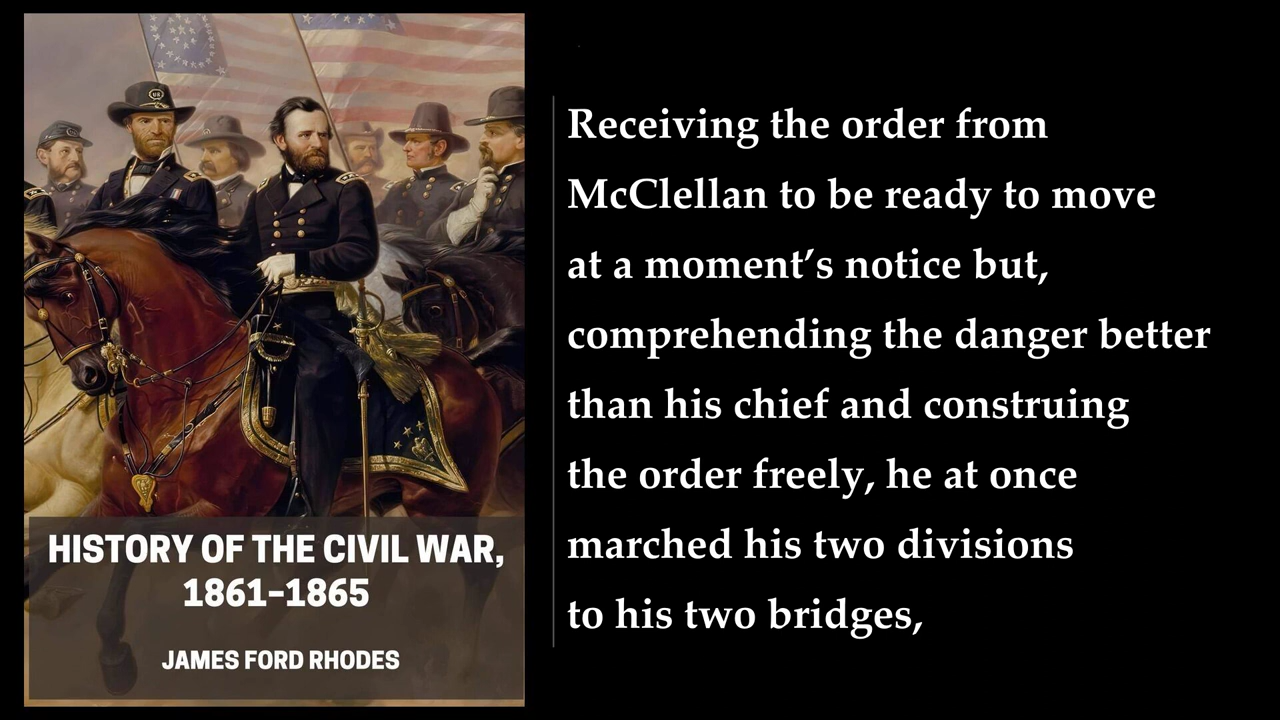 HISTORY OF THE CIVIL WAR,
1861–1865
JAMES FORD RHODES
Receiving the order from
McClellan to be ready to move
at a moment’s notice but,
comprehending the danger better
than his chief and construing
the order freely, he at once
marched his two divisions
to his two bridges,